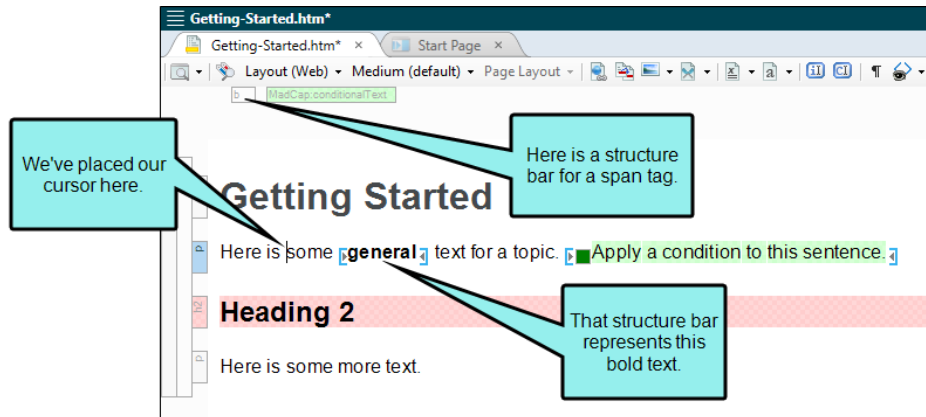 Getting-Started.htm*
Getting-Started.htm* × Start Page ×
Layout (Web) Medium (default) Page Layout x a iI CI ¶
b MadCap:conditionalText
We've placed our
cursor here.
Here is a structure
bar for a span tag.
Getting Started
p Here is some general text for a topic. Apply a condition to this sentence.
h2 Heading 2
That structure bar
represents this
bold text.
p Here is some more text.